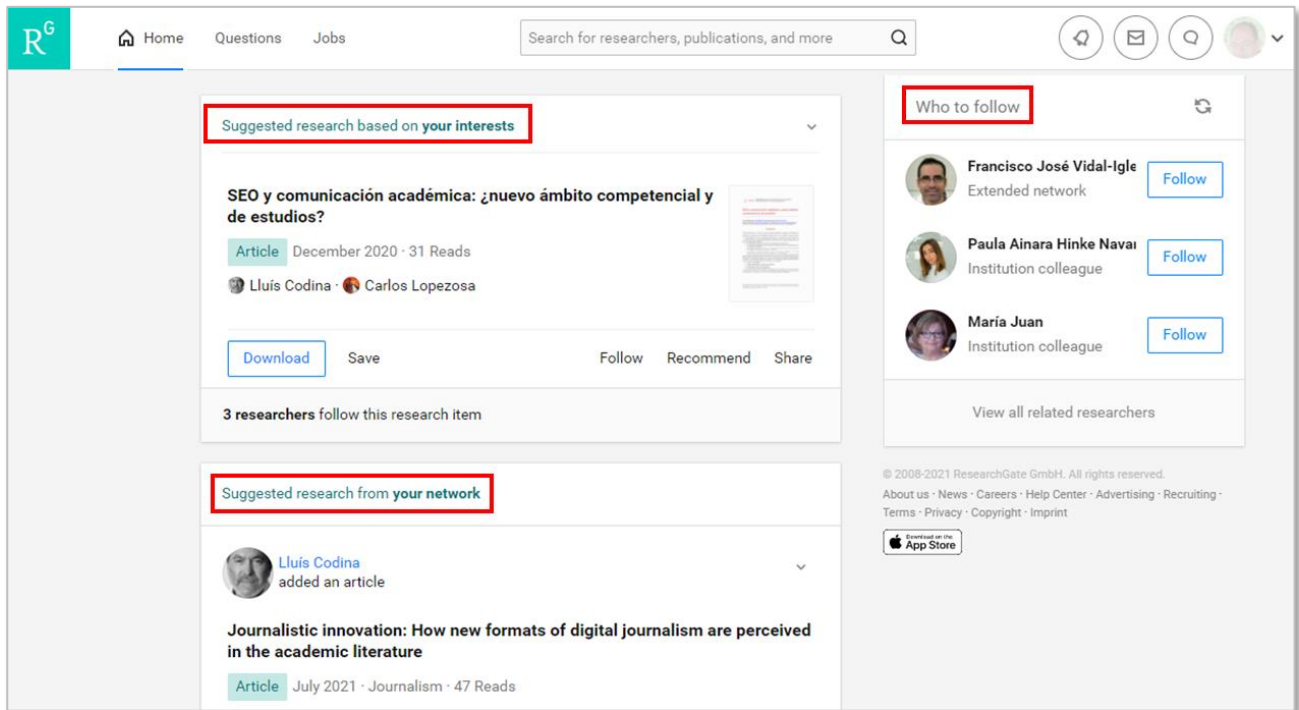 RG
Home
Questions
Jobs
Search for researchers, publications, and more
Suggested research based on your interests
SEO y comunicación académica: ¿nuevo ámbito competencial y
de estudios?
Article December 2020 · 31 Reads
Lluís Codina · Carlos Lopezosa
Download
Save
Follow
Recommend
Share
3 researchers follow this research item
Suggested research from your network
Lluís Codina
added an article
Journalistic innovation: How new formats of digital journalism are perceived
in the academic literature
Article July 2021 · Journalism · 47 Reads
Who to follow
Francisco José Vidal-Igle
Extended network
Follow
Paula Ainara Hinke Navar
Institution colleague
Follow
María Juan
Institution colleague
Follow
View all related researchers
© 2008-2021 ResearchGate GmbH. All rights reserved.
About us · News · Careers · Help Center · Advertising · Recruiting ·
Terms · Privacy · Copyright · Imprint
Download on the
App Store